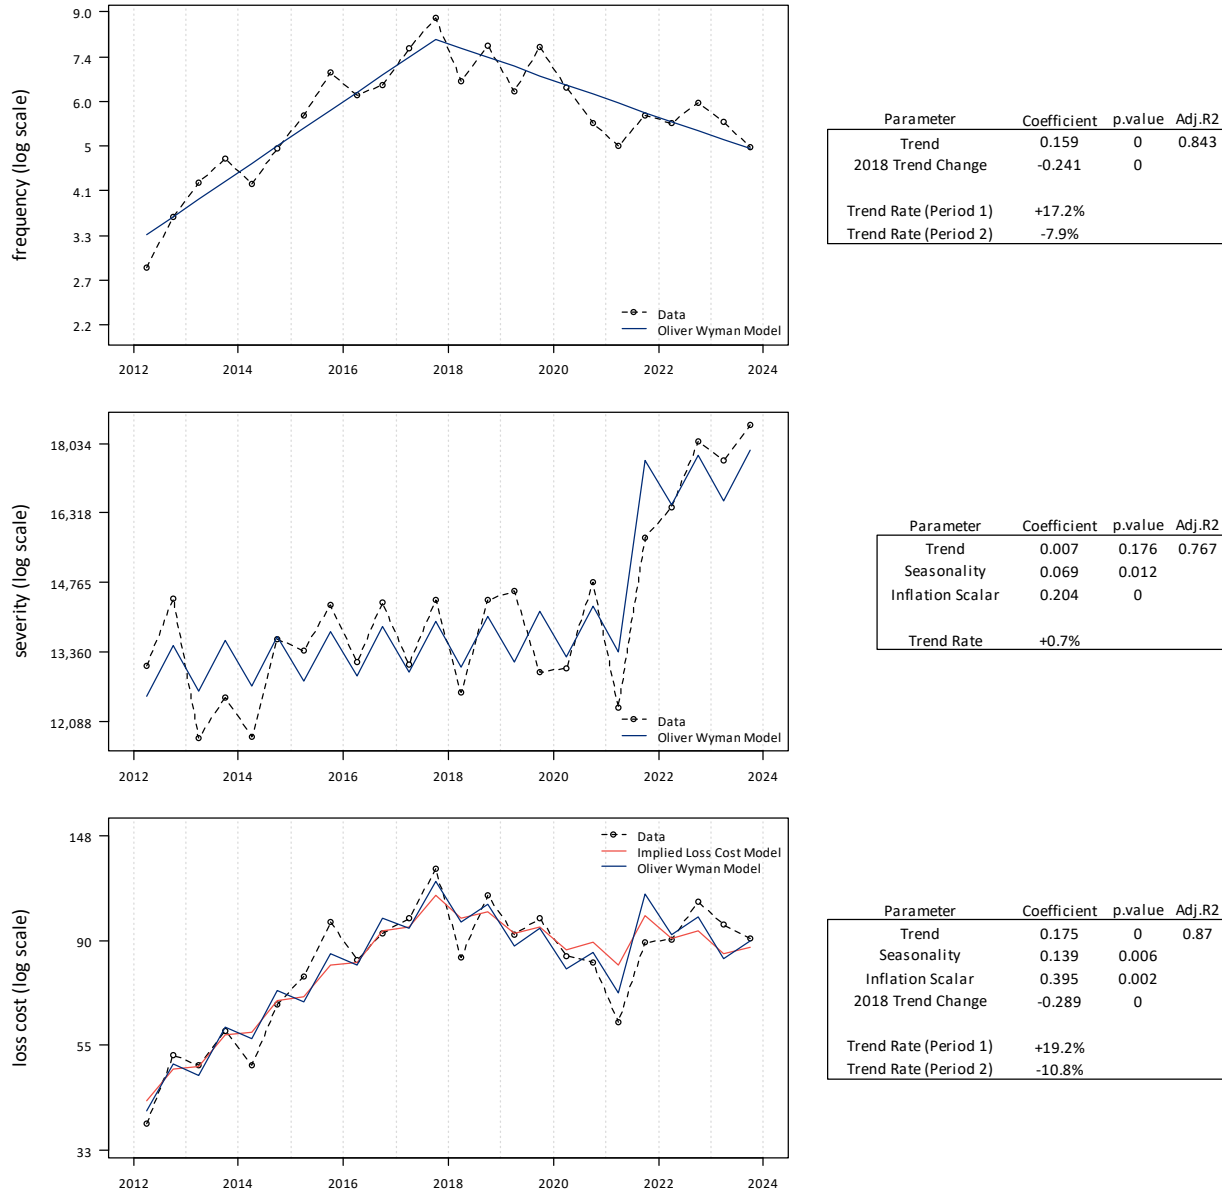 frequency (log scale)
9.0
7.4
6.0
5
4.1
3.3
2.7
2.2
Data
Oliver Wyman Model
2012 2014 2016 2018 2020 2022 2024
Parameter Coefficient p.value Adj.R2
Trend 0.159 0 0.843
2018 Trend Change -0.241 0
Trend Rate (Period 1) +17.2%
Trend Rate (Period 2) -7.9%
severity (log scale)
18,034
16,318
14,765
13,360
12,088
Data
Oliver Wyman Model
2012 2014 2016 2018 2020 2022 2024
Parameter Coefficient p.value Adj.R2
Trend 0.007 0.176 0.767
Seasonality 0.069 0.012
Inflation Scalar 0.204 0
Trend Rate +0.7%
loss cost (log scale)
148
90
55
33
Data
Implied Loss Cost Model
Oliver Wyman Model
2012 2014 2016 2018 2020 2022 2024
Parameter Coefficient p.value Adj.R2
Trend 0.175 0 0.87
Seasonality 0.139 0.006
Inflation Scalar 0.395 0.002
2018 Trend Change -0.289 0
Trend Rate (Period 1) +19.2%
Trend Rate (Period 2) -10.8%